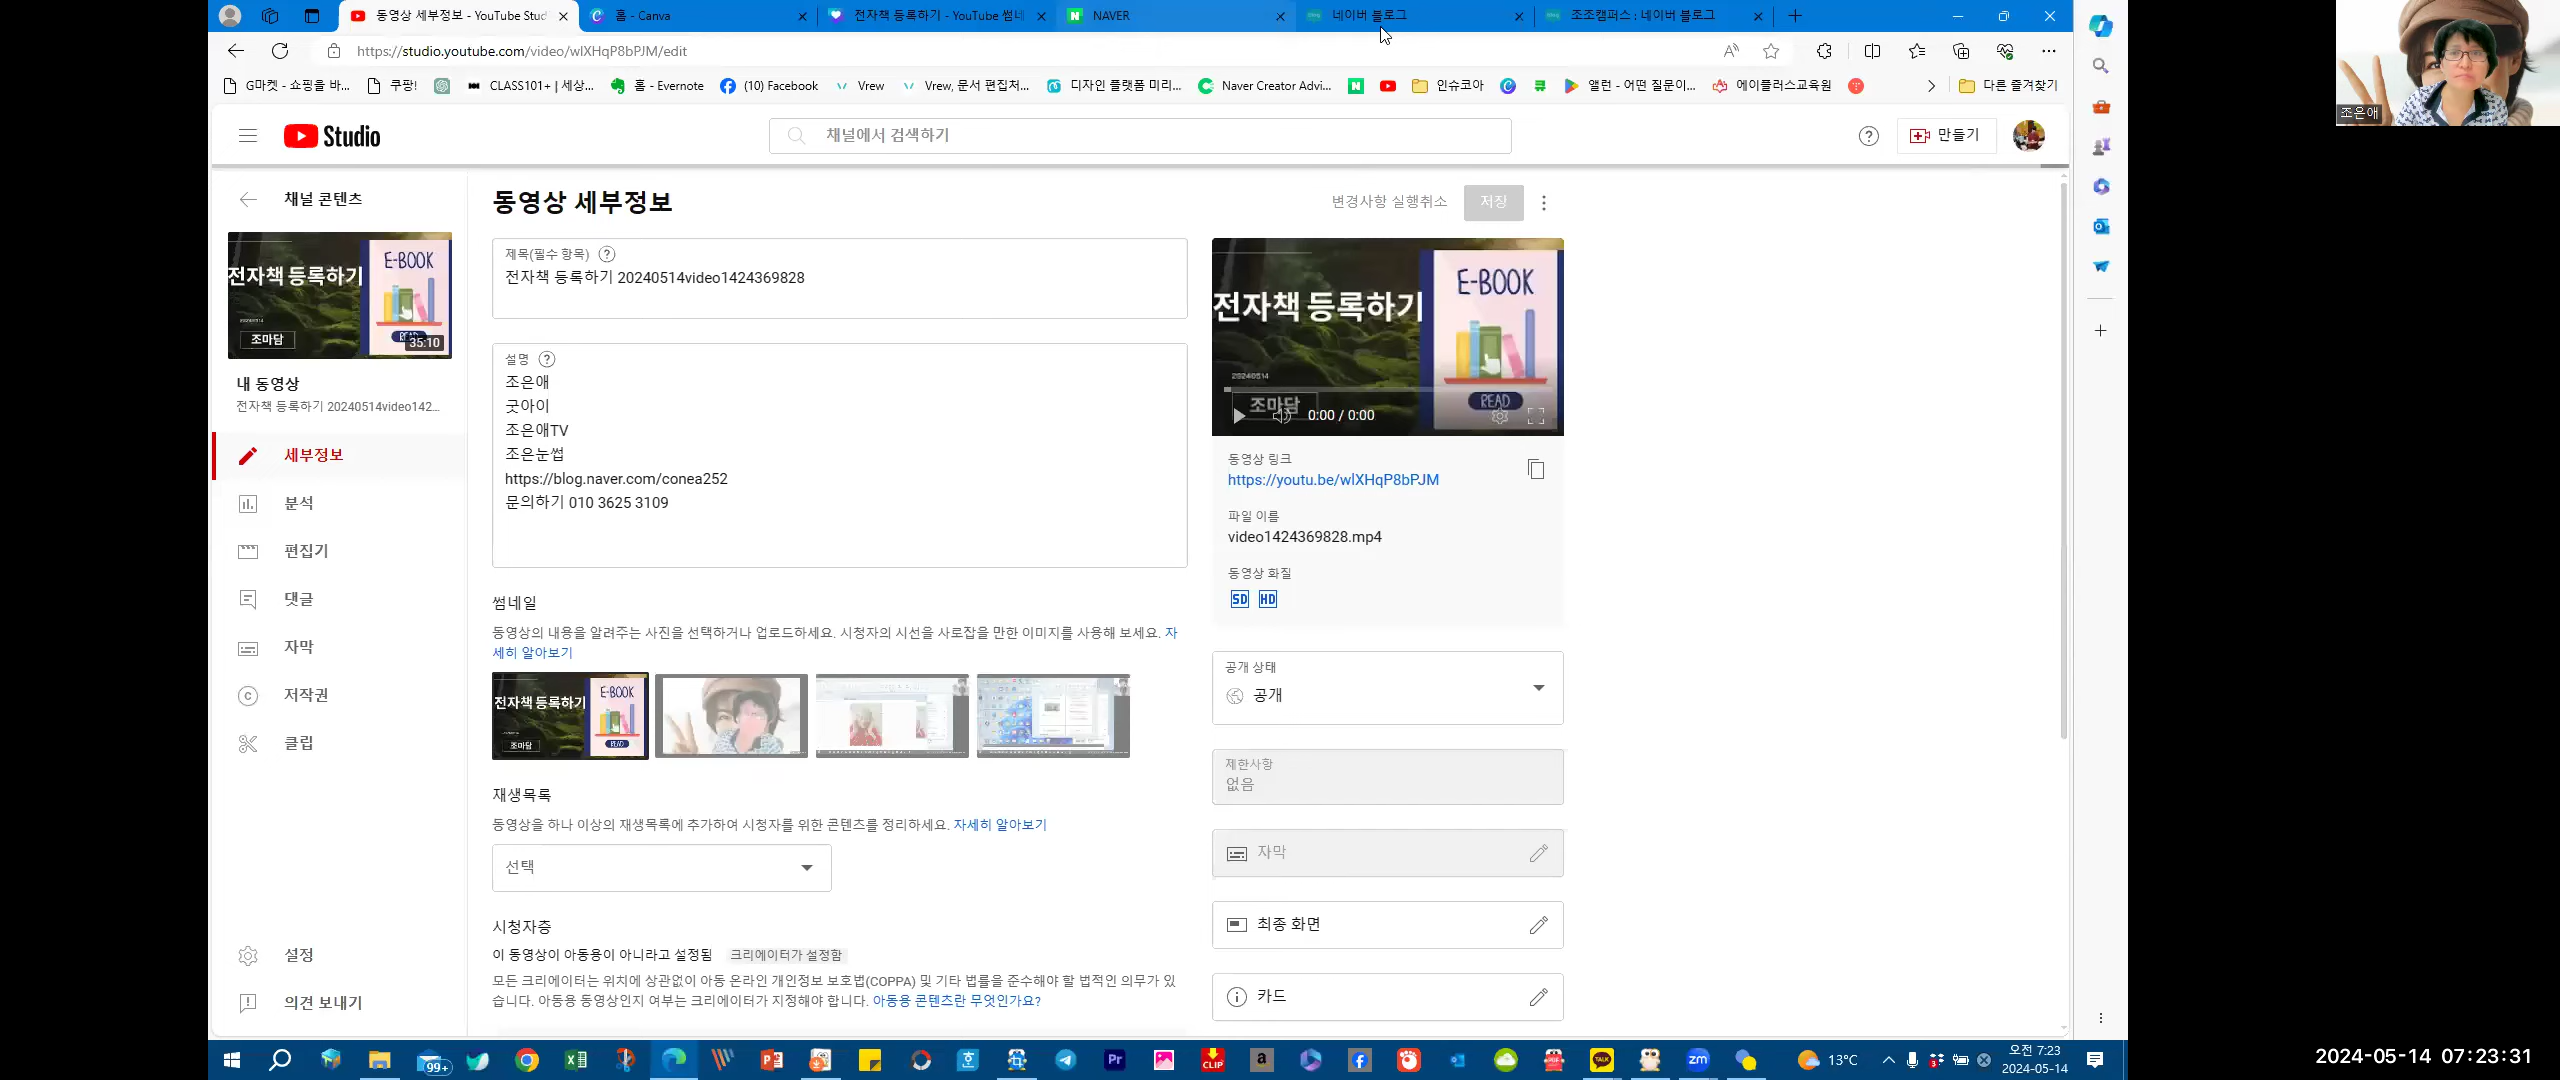 동영상 세부정보 - YouTube Stud
홈 - Canva
전자책 등록하기 - YouTube 썸네
NAVER
네이버 블로그
조조캠퍼스 : 네이버 블로그
https://studio.youtube.com/video/wlXHqP8bPJM/edit
G마켓 - 쇼핑을 바...
쿠팡!
CLASS101+ | 세상...
홈 - Evernote
(10) Facebook
Vrew
Vrew, 문서 편집처...
디자인 플랫폼 미리...
Naver Creator Advi...
인슈코아
앨런 - 어떤 질문이...
에이플러스교육원
다른 즐겨찾기
조은애
Studio
채널에서 검색하기
만들기
채널 콘텐츠
전자책 등록하기
E-BOOK
조마담
READ
35:10
내 동영상
전자책 등록하기 20240514video142...
세부정보
분석
편집기
댓글
자막
저작권
클립
설정
의견 보내기
동영상 세부정보
변경사항 실행취소
저장
제목(필수 항목)
전자책 등록하기 20240514video1424369828
설명
조은애
굿아이
조은애TV
조은눈썹
https://blog.naver.com/conea252
문의하기 010 3625 3109
썸네일
동영상의 내용을 알려주는 사진을 선택하거나 업로드하세요. 시청자의 시선을 사로잡을 만한 이미지를 사용해 보세요. 자
세히 알아보기
전자책 등록하기
E-BOOK
조마담
READ
재생목록
동영상을 하나 이상의 재생목록에 추가하여 시청자를 위한 콘텐츠를 정리하세요. 자세히 알아보기
선택
시청자층
이 동영상이 아동용이 아니라고 설정됨 크리에이터가 설정함
모든 크리에이터는 위치에 상관없이 아동 온라인 개인정보 보호법(COPPA) 및 기타 법률을 준수해야 할 법적인 의무가 있
습니다. 아동용 동영상인지 여부는 크리에이터가 지정해야 합니다. 아동용 콘텐츠란 무엇인가요?
전자책 등록하기
E-BOOK
20240514
조마담
READ
0:00 / 0:00
동영상 링크
https://youtu.be/wlXHqP8bPJM
파일 이름
video1424369828.mp4
동영상 화질
SD HD
공개 상태
공개
제한사항
없음
자막
최종 화면
카드
99+
13°C
오전 7:23
2024-05-14
2024-05-14 07:23:31